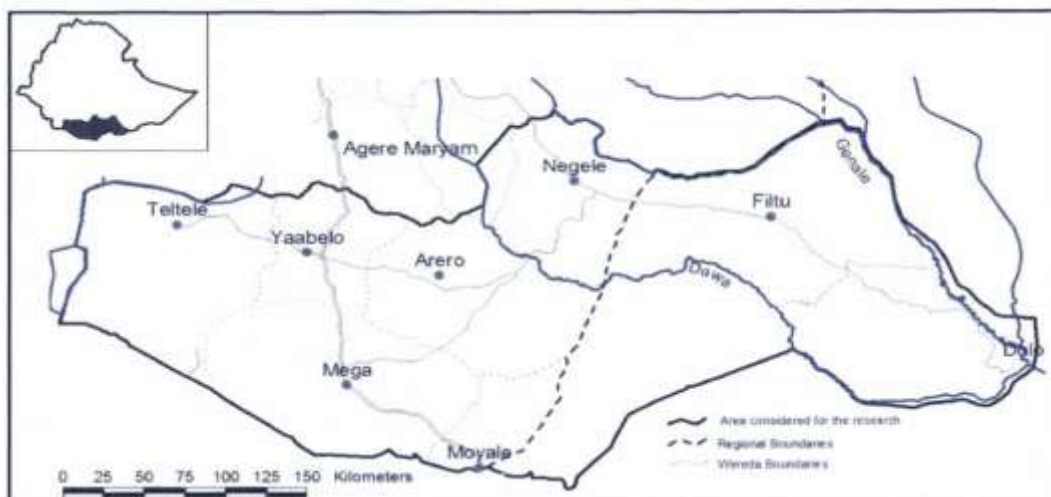 Agere Maryam
Negele
Genale
Teltele
Filtu
Yaabelo
Arero
Dawa
Dolo
Mega
Area considered for the research
Regional Boundaries
Moyale
Wereda Boundaries
0 25 50 75 100 125 150 Kilometers